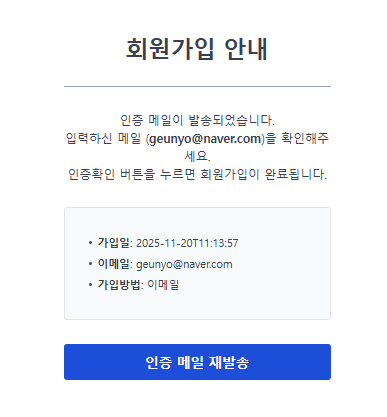 회원가입 안내
인증 메일이 발송되었습니다.
입력하신 메일 (geunyo@naver.com)을 확인해주
세요.
인증확인 버튼을 누르면 회원가입이 완료됩니다.
• 가입일: 2025-11-20T11:13:57
• 이메일: geunyo@naver.com
• 가입방법: 이메일
인증 메일 재발송